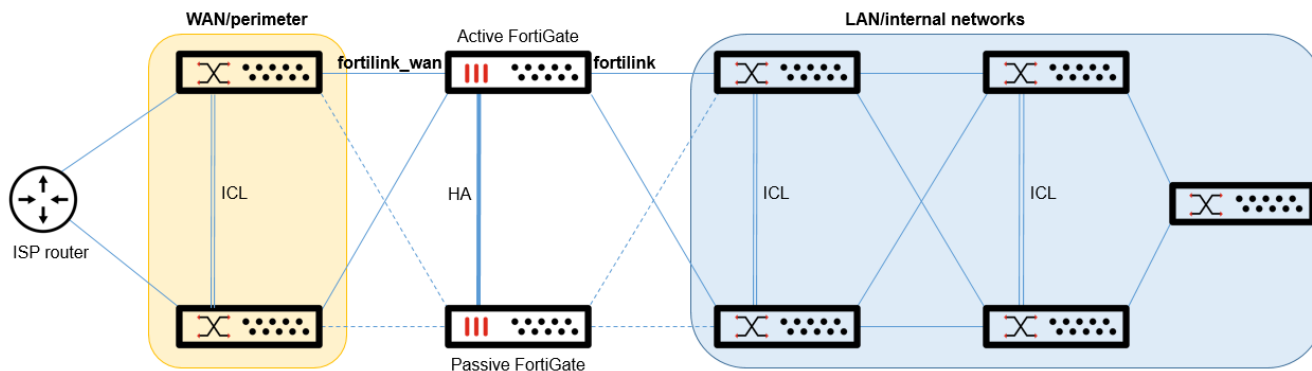 WAN/perimeter
LAN/internal networks
Active FortiGate
fortilink_wan
fortilink
ICL
HA
ICL
ICL
ISP router
Passive FortiGate